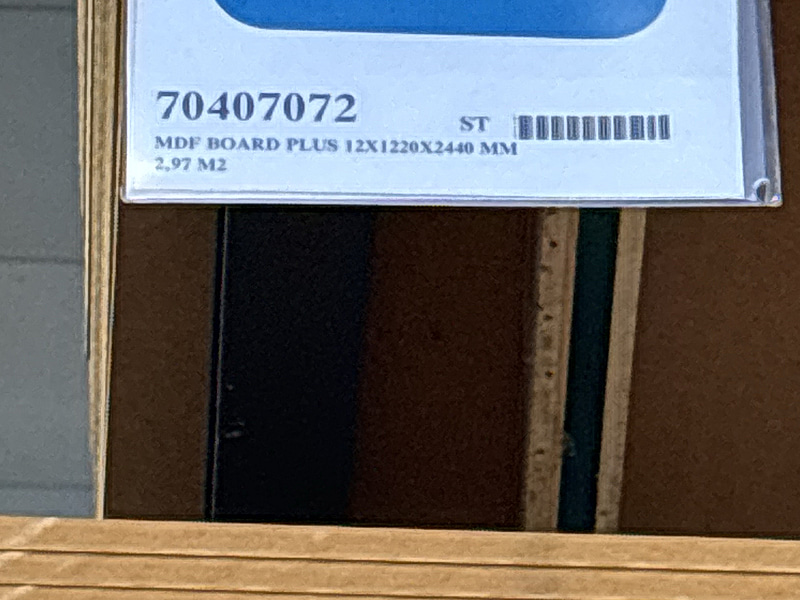 70407072 ST
MDF BOARD PLUS 12X1220X2440 MM
2,97 M2